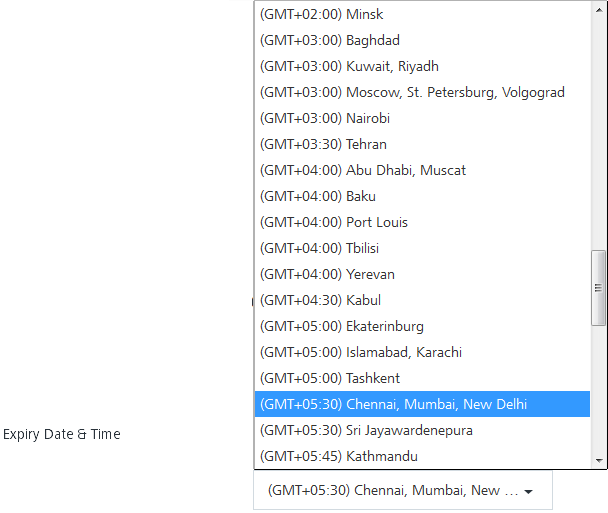 (GMT+02:00) Minsk
(GMT+03:00) Baghdad
(GMT+03:00) Kuwait, Riyadh
(GMT+03:00) Moscow, St. Petersburg, Volgograd
(GMT+03:00) Nairobi
(GMT+03:30) Tehran
(GMT+04:00) Abu Dhabi, Muscat
(GMT+04:00) Baku
(GMT+04:00) Port Louis
(GMT+04:00) Tbilisi
(GMT+04:00) Yerevan
(GMT+04:30) Kabul
(GMT+05:00) Ekaterinburg
(GMT+05:00) Islamabad, Karachi
(GMT+05:00) Tashkent
(GMT+05:30) Chennai, Mumbai, New Delhi
(GMT+05:30) Sri Jayawardenepura
Expiry Date & Time
(GMT+05:45) Kathmandu
(GMT+05:30) Chennai, Mumbai, New ...